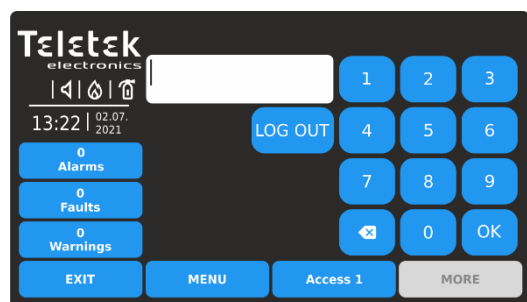 Teletek
electronics
13:22 02.07.
2021
0
Alarms
0
Faults
0
Warnings
1 2 3
LOG OUT 4 5 6
7 8 9
0 OK
EXIT MENU Access 1 MORE